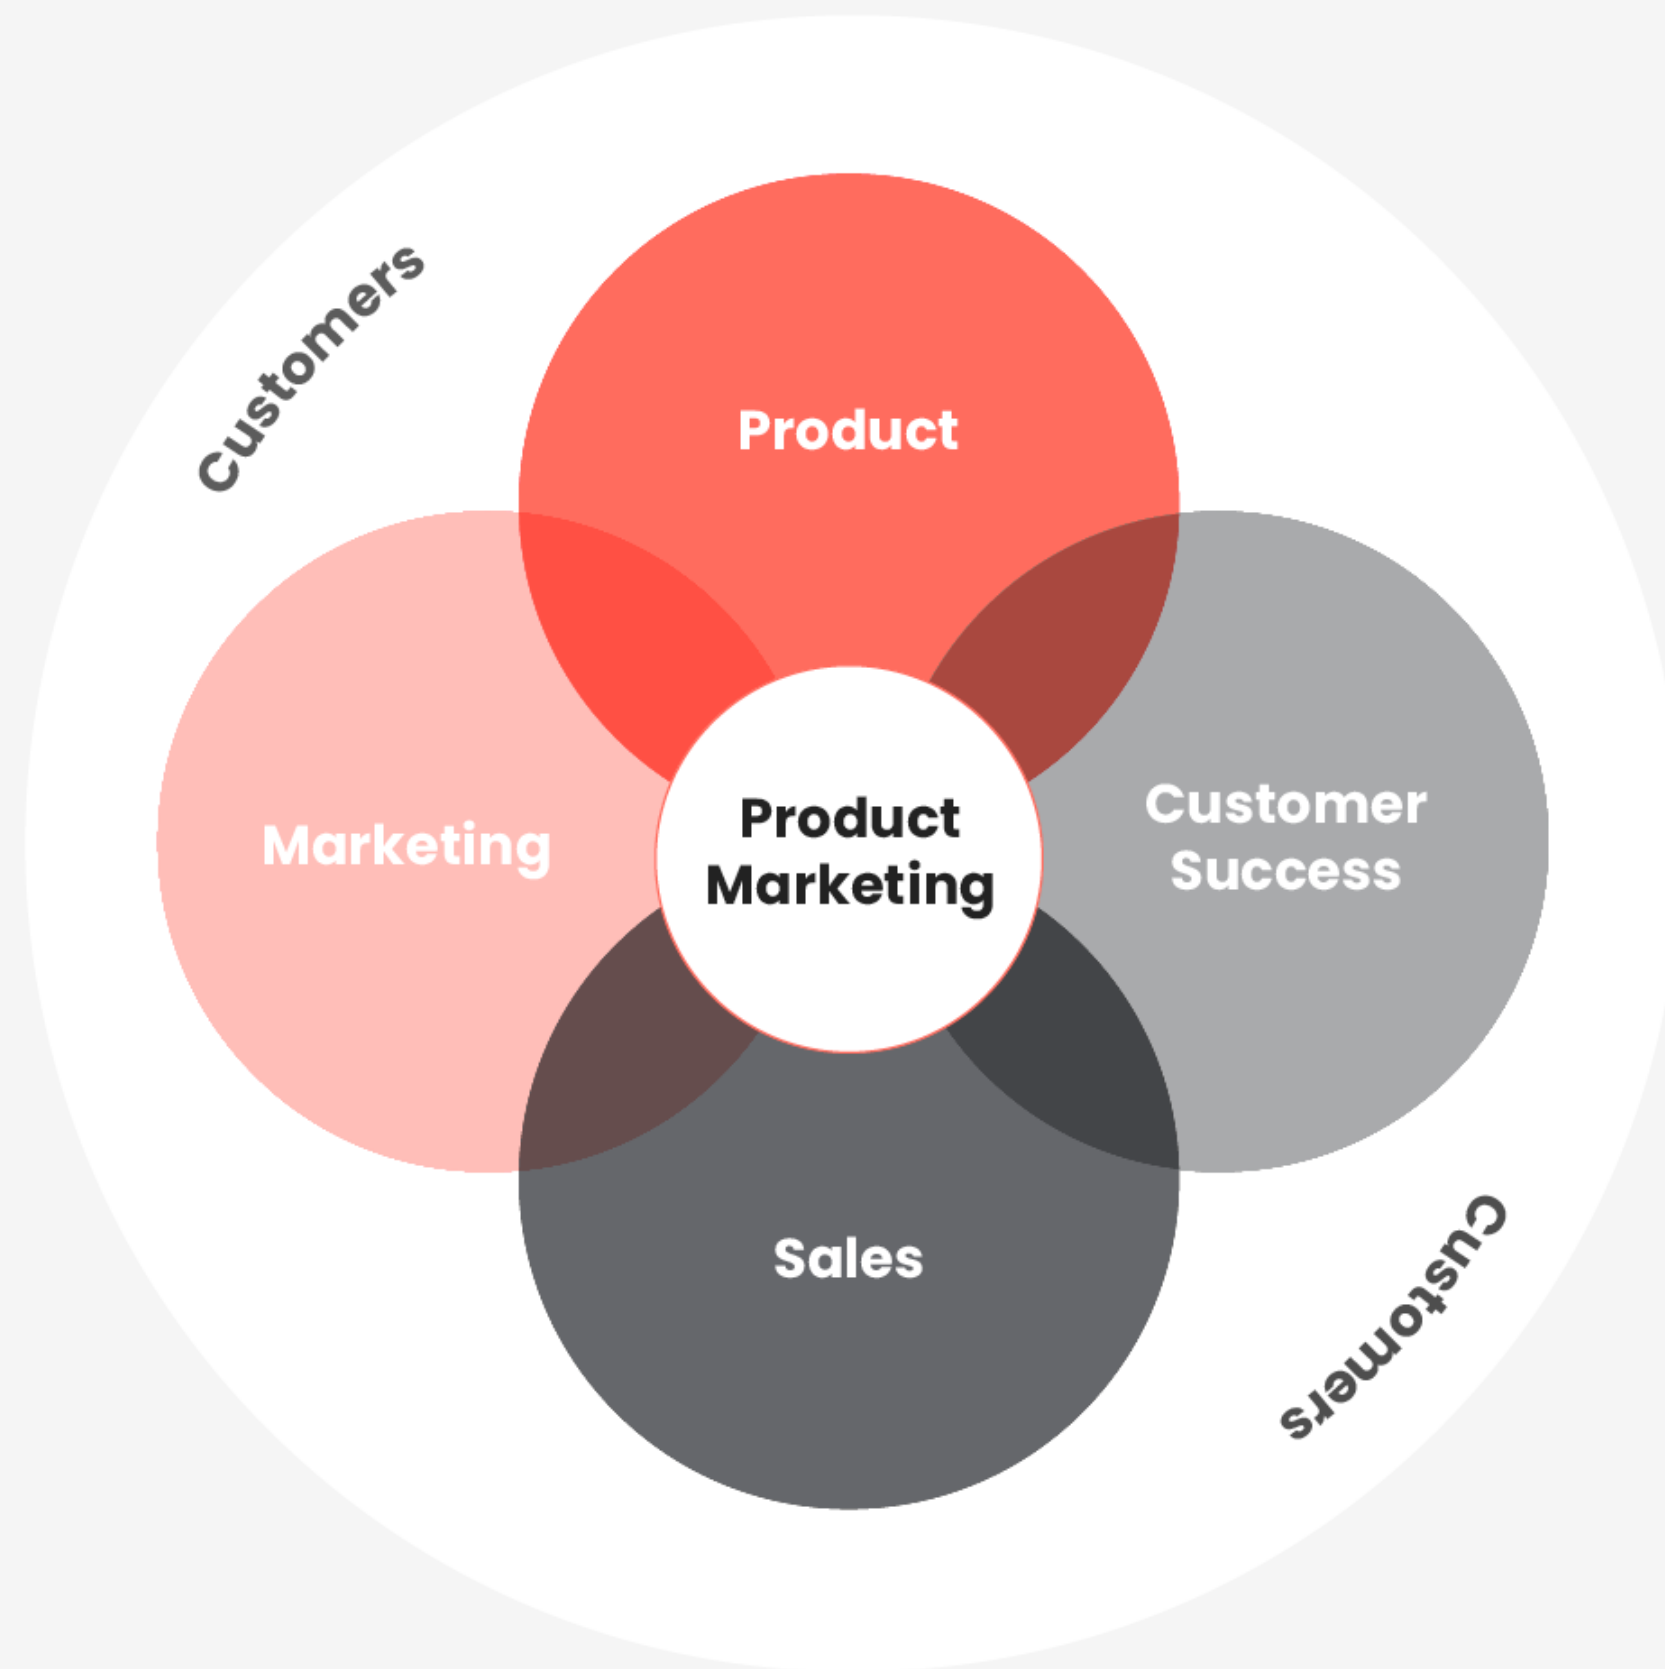 Customers
Product
Marketing
Product
Marketing
Customer
Success
Sales
Customers